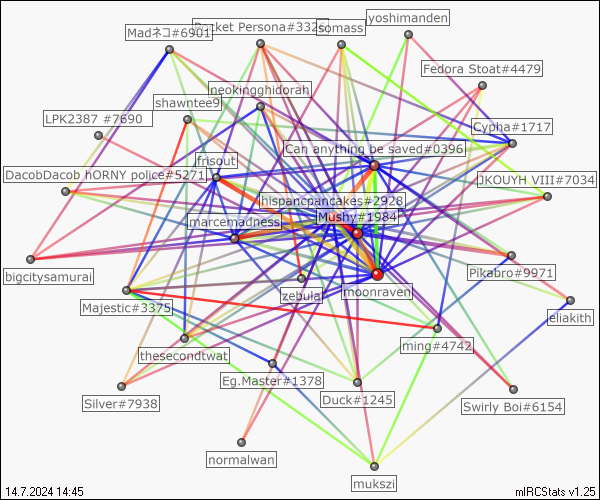 yoshimanden
Rocket Persona#3326
somass
Madネコ#6901
Fedora Stoat#4479
neokingghidorah
shawntee9
LPK2387 #7690
Cypha#1717
Can anything be saved#0396
frisout
DacobDacob hORNY police#5271
JKOUYH VIII#7034
hispancpancakes#2928
Mushy#1984
marcemadness
bigcitysamurai
Pikabro#9971
moonraven
zebulal
Majestic#3375
eliakith
ming#4742
thesecondtwat
Eg.Master#1378
Duck#1245
Silver#7938
Swirly Boi#6154
normalwan
mukszi
14.7.2024 14:45
mIRCStats v1.25